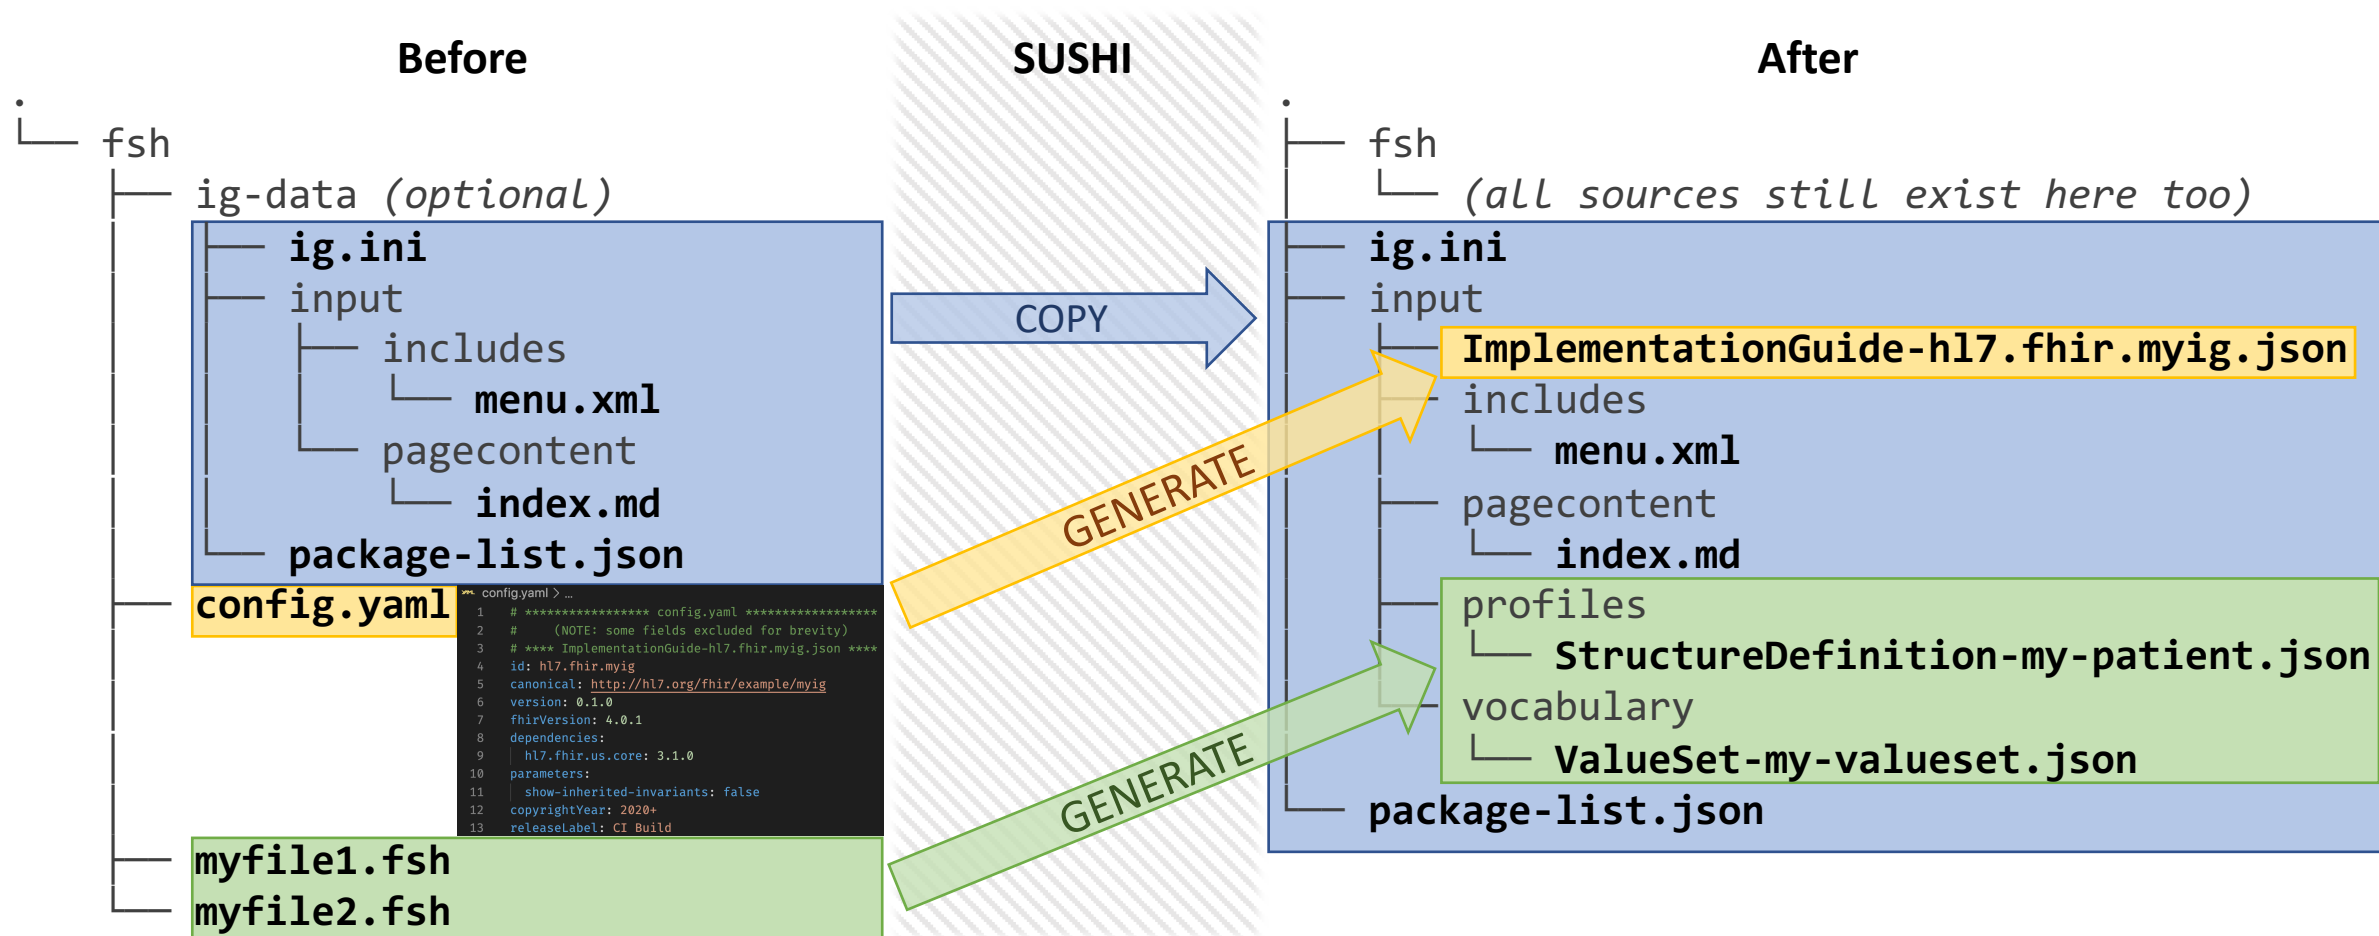 Before
.
└── fsh
├── ig-data (optional)
├── ig.ini
├── input
├── includes
└── menu.xml
└── pagecontent
└── index.md
└── package-list.json
├── config.yaml
config.yaml > ...
1 # ***************** config.yaml ******************
2 #     (NOTE: some fields excluded for brevity)
3 # **** ImplementationGuide-hl7.fhir.myig.json ****
4 id: hl7.fhir.myig
5 canonical: http://hl7.org/fhir/example/myig
6 version: 0.1.0
7 fhirVersion: 4.0.1
8 dependencies:
9   hl7.fhir.us.core: 3.1.0
10 parameters:
11   show-inherited-invariants: false
12 copyrightYear: 2020+
13 releaseLabel: CI Build
├── myfile1.fsh
└── myfile2.fsh
SUSHI
COPY
GENERATE
GENERATE
After
.
├── fsh
└── (all sources still exist here too)
├── ig.ini
├── input
├── ImplementationGuide-hl7.fhir.myig.json
├── includes
└── menu.xml
├── pagecontent
└── index.md
├── profiles
└── StructureDefinition-my-patient.json
└── vocabulary
└── ValueSet-my-valueset.json
└── package-list.json